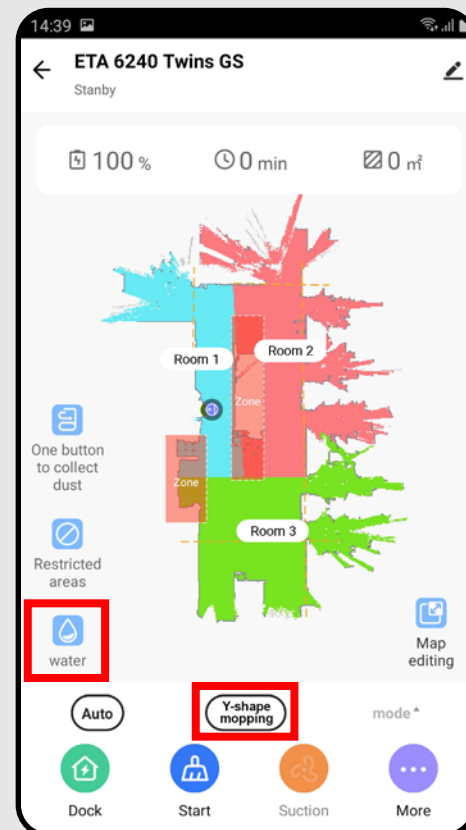 14:39
ETA 6240 Twins GS
Stanby
100 %
0 min
0 ㎡
Room 1
Room 2
Zone
Zone
Room 3
One button
to collect
dust
Restricted
areas
water
Map
editing
Auto
Y-shape
mopping
mode
Dock
Start
Suction
More